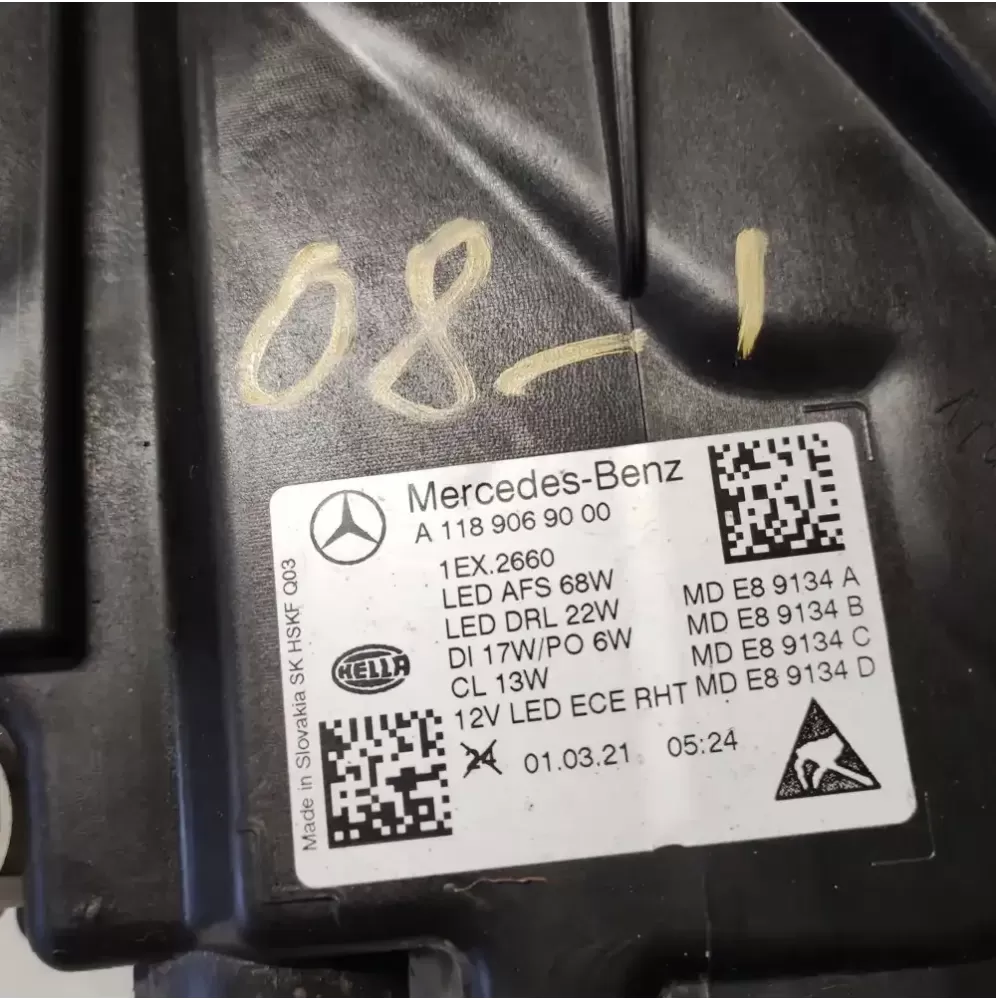 08-1
Mercedes-Benz
A 118 906 90 00
1EX.2660
LED AFS 68W
LED DRL 22W
DI 17W/PO 6W
CL 13W
12V LED ECE RHT
MD E8 9134 A
MD E8 9134 B
MD E8 9134 C
MD E8 9134 D
HELLA
Made in Slovakia SK HSKF Q03
24
01.03.21 05:24